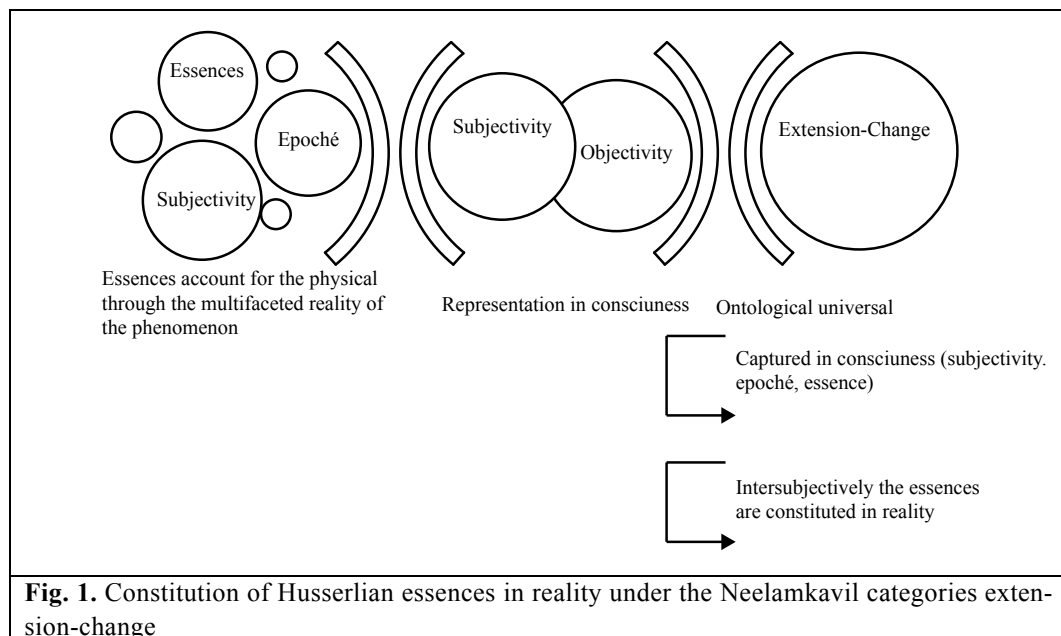 Essences
Epoché
Subjectivity
Subjectivity
Objectivity
Extension-Change
Essences account for the physical
through the multifaceted reality of
the phenomenon
Representation in consciuness
Ontological universal
Captured in consciuness (subjectivity.
epoché, essence)
Intersubjectively the essences
are constituted in reality
Fig. 1. Constitution of Husserlian essences in reality under the Neelamkavil categories exten-
sion-change